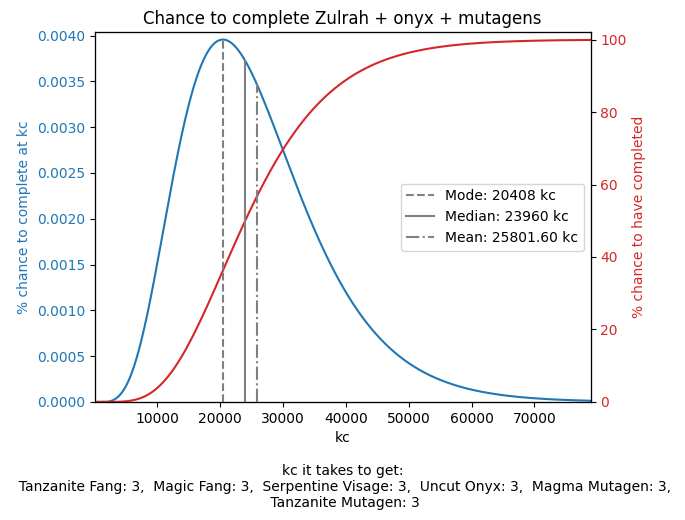 Chance to complete Zulrah + onyx + mutagens
% chance to complete at kc
0.0040
0.0035
0.0030
0.0025
0.0020
0.0015
0.0010
0.0005
0.0000
100
80
60
40
20
0
% chance to have completed
Mode: 20408 kc
Median: 23960 kc
Mean: 25801.60 kc
10000 20000 30000 40000 50000 60000 70000
kc
kc it takes to get:
Tanzanite Fang: 3, Magic Fang: 3, Serpentine Visage: 3, Uncut Onyx: 3, Magma Mutagen: 3,
Tanzanite Mutagen: 3